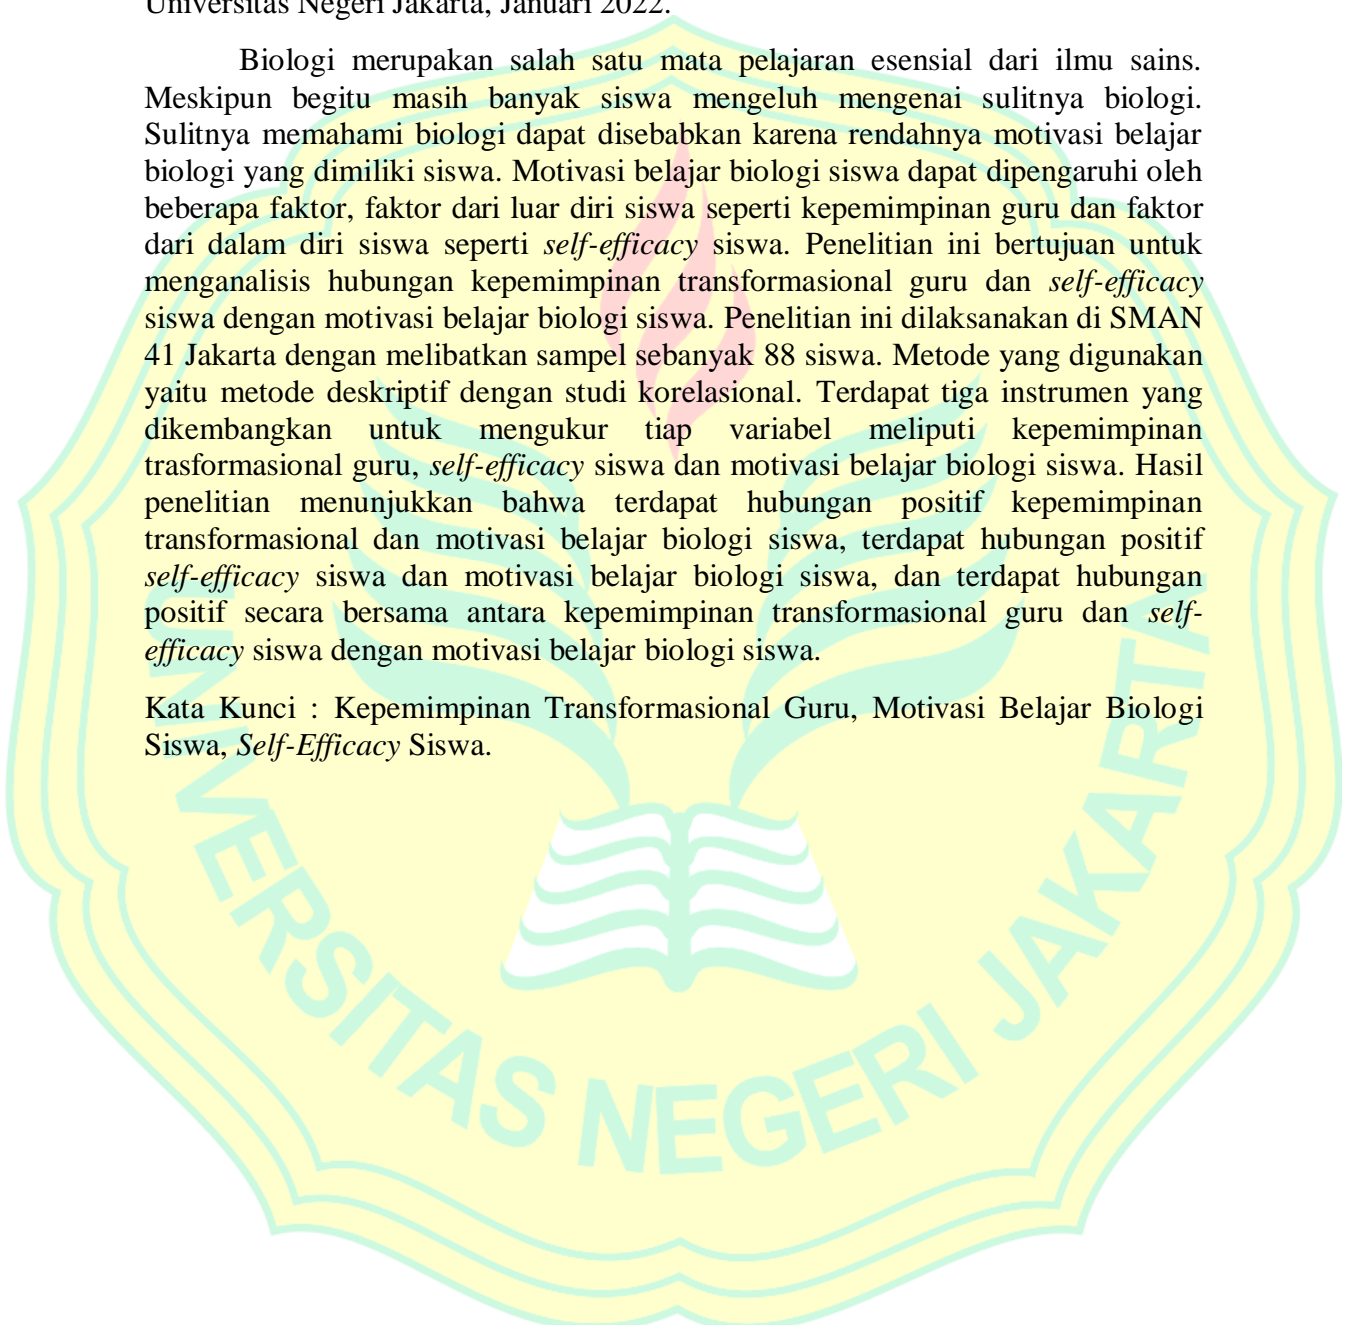 Universitas Negeri Jakarta, Januari 2022.
Biologi merupakan salah satu mata pelajaran esensial dari ilmu sains.
Meskipun begitu masih banyak siswa mengeluh mengenai sulitnya biologi.
Sulitnya memahami biologi dapat disebabkan karena rendahnya motivasi belajar
biologi yang dimiliki siswa. Motivasi belajar biologi siswa dapat dipengaruhi oleh
beberapa faktor, faktor dari luar diri siswa seperti kepemimpinan guru dan faktor
dari dalam diri siswa seperti self-efficacy siswa. Penelitian ini bertujuan untuk
menganalisis hubungan kepemimpinan transformasional guru dan self-efficacy
siswa dengan motivasi belajar biologi siswa. Penelitian ini dilaksanakan di SMAN
41 Jakarta dengan melibatkan sampel sebanyak 88 siswa. Metode yang digunakan
yaitu metode deskriptif dengan studi korelasional. Terdapat tiga instrumen yang
dikembangkan untuk mengukur tiap variabel meliputi kepemimpinan
trasformasional guru, self-efficacy siswa dan motivasi belajar biologi siswa. Hasil
penelitian menunjukkan bahwa terdapat hubungan positif kepemimpinan
transformasional dan motivasi belajar biologi siswa, terdapat hubungan positif
self-efficacy siswa dan motivasi belajar biologi siswa, dan terdapat hubungan
positif secara bersama antara kepemimpinan transformasional guru dan self-
efficacy siswa dengan motivasi belajar biologi siswa.
Kata Kunci : Kepemimpinan Transformasional Guru, Motivasi Belajar Biologi
Siswa, Self-Efficacy Siswa.
UNIVERSITAS NEGERI JAKARTA